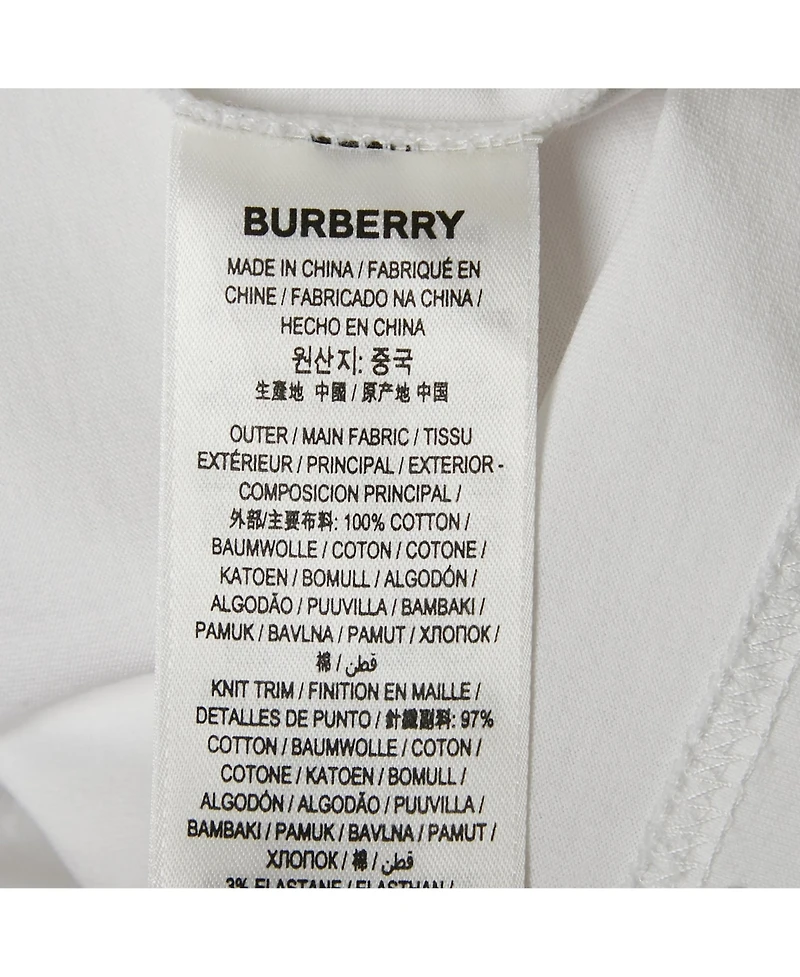 BURBERRY
MADE IN CHINA / FABRIQUÉ EN
CHINE / FABRICADO NA CHINA /
HECHO EN CHINA
원산지: 중국
生產地 中國 / 原产地 中国
OUTER / MAIN FABRIC / TISSU
EXTÉRIEUR / PRINCIPAL / EXTERIOR -
COMPOSICION PRINCIPAL /
外部/主要布料: 100% COTTON /
BAUMWOLLE / COTON / COTONE /
KATOEN / BOMULL / ALGODÓN /
ALGODÃO / PUUVILLA / BAMBAKI /
PAMUK / BAVLNA / PAMUT / ХЛОПОК /
棉 / قطن
KNIT TRIM / FINITION EN MAILLE /
DETALLES DE PUNTO / 針織副料: 97%
COTTON / BAUMWOLLE / COTON /
COTONE / KATOEN / BOMULL /
ALGODÓN / ALGODÃO / PUUVILLA /
BAMBAKI / PAMUK / BAVLNA / PAMUT /
ХЛОПОК / 棉 / قطن
3% ELASTANE / ELASTHAN /